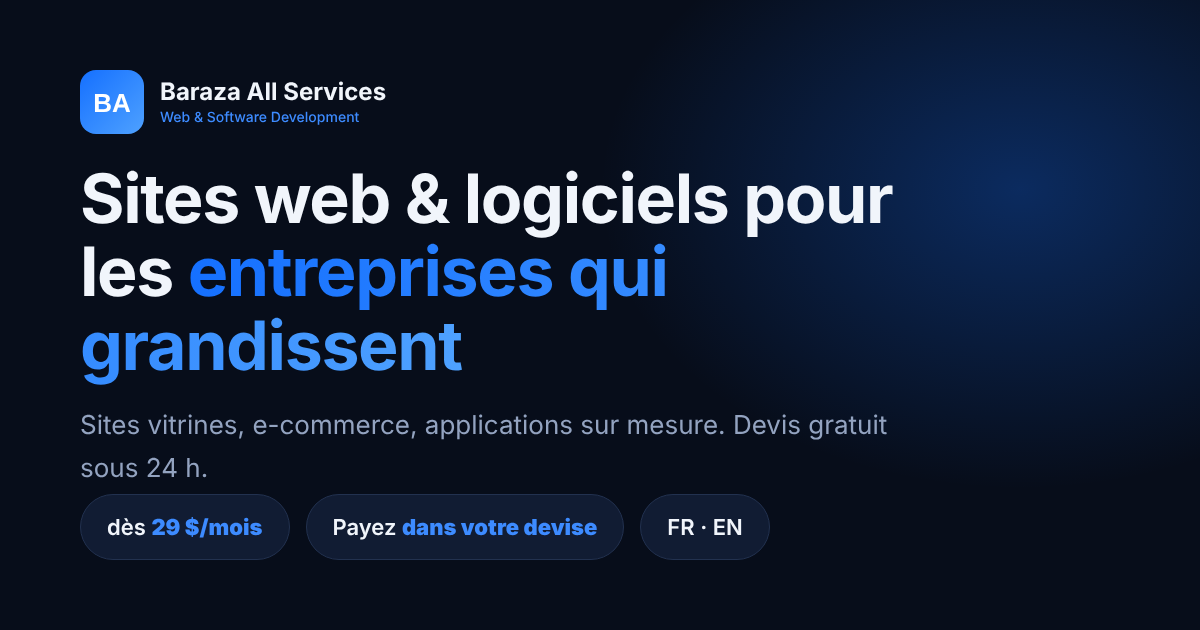 BA
Baraza All Services
Web & Software Development
Sites web & logiciels pour
les entreprises qui
grandissent
Sites vitrines, e-commerce, applications sur mesure. Devis gratuit
sous 24 h.
dès 29 $/mois
Payez dans votre devise
FR · EN